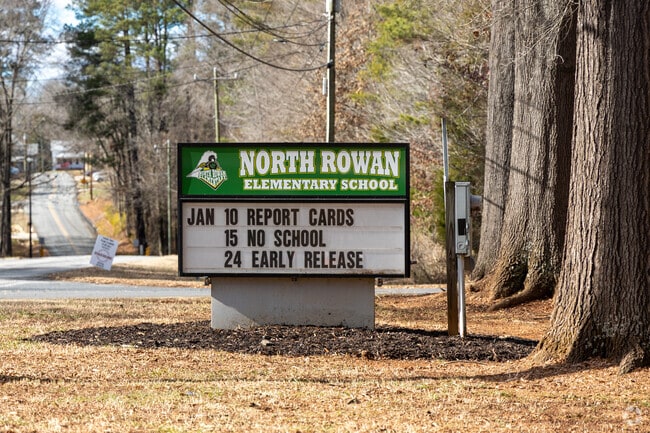 NORTH ROWAN
ELEMENTARY SCHOOL
JAN 10 REPORT CARDS
15 NO SCHOOL
24 EARLY RELEASE